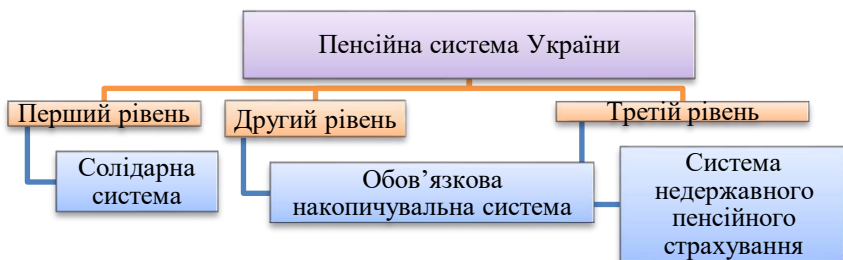 Пенсійна система України
Перший рівень
Другий рівень
Третій рівень
Солідарна
система
Обов’язкова
накопичувальна система
Система
недержавного
пенсійного
страхування